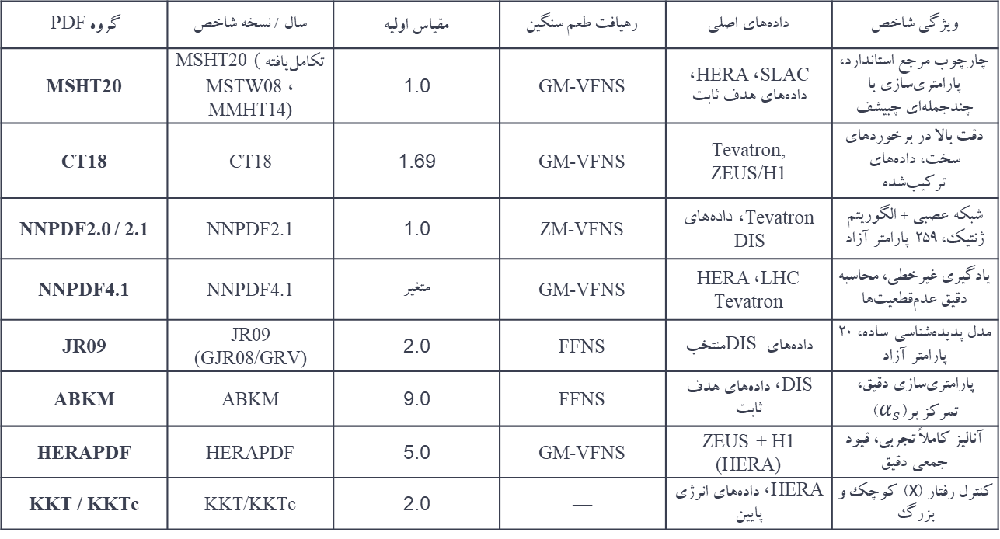 ویژگی شاخص
داده‌های اصلی
رهیافت طعم سنگین
مقیاس اولیه
سال / نسخه شاخص
گروه PDF
چارچوب مرجع استاندارد،
پارامتری‌سازی با
چندجمله‌ای چبیشف
HERA ،SLAC،
داده‌های هدف ثابت
GM-VFNS
1.0
MSHT20 ( تکامل‌یافته
MSTW08 ،
MMHT14)
MSHT20
دقت بالا در برخوردهای
سخت، داده‌های
ترکیب‌شده
Tevatron,
ZEUS/H1
GM-VFNS
1.69
CT18
CT18
شبکه عصبی + الگوریتم
ژنتیک، ۲۵۹ پارامتر آزاد
Tevatron، داده‌های
DIS
ZM-VFNS
1.0
NNPDF2.1
NNPDF2.0 / 2.1
یادگیری غیرخطی، محاسبه
دقیق عدم‌قطعیت‌ها
HERA ،LHC
Tevatron
GM-VFNS
متغیر
NNPDF4.1
NNPDF4.1
مدل پدیده‌شناسی ساده، ۲۰
پارامتر آزاد
داده‌های DISمنتخب
FFNS
2.0
JR09
(GJR08/GRV)
JR09
پارامتری‌سازی دقیق،
تمرکز بر(αs)
DIS، داده‌های هدف
ثابت
FFNS
9.0
ABKM
ABKM
آنالیز کاملاً تجربی، قیود
جمعی دقیق
ZEUS + H1
(HERA)
GM-VFNS
5.0
HERAPDF
HERAPDF
کنترل رفتار (x) کوچک و
بزرگ
HERA، داده‌های انرژی
پایین
—
2.0
KKT/KKTc
KKT / KKTc